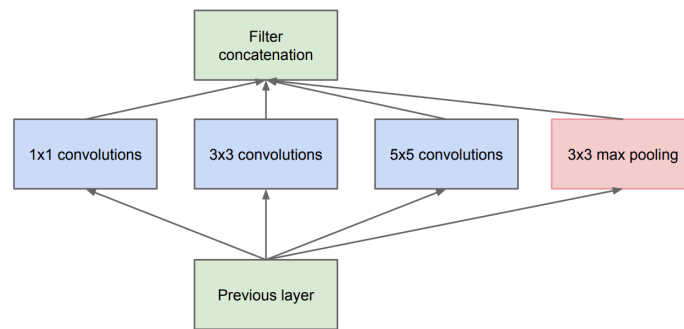 Filter
concatenation
1x1 convolutions
3x3 convolutions
5x5 convolutions
3x3 max pooling
Previous layer